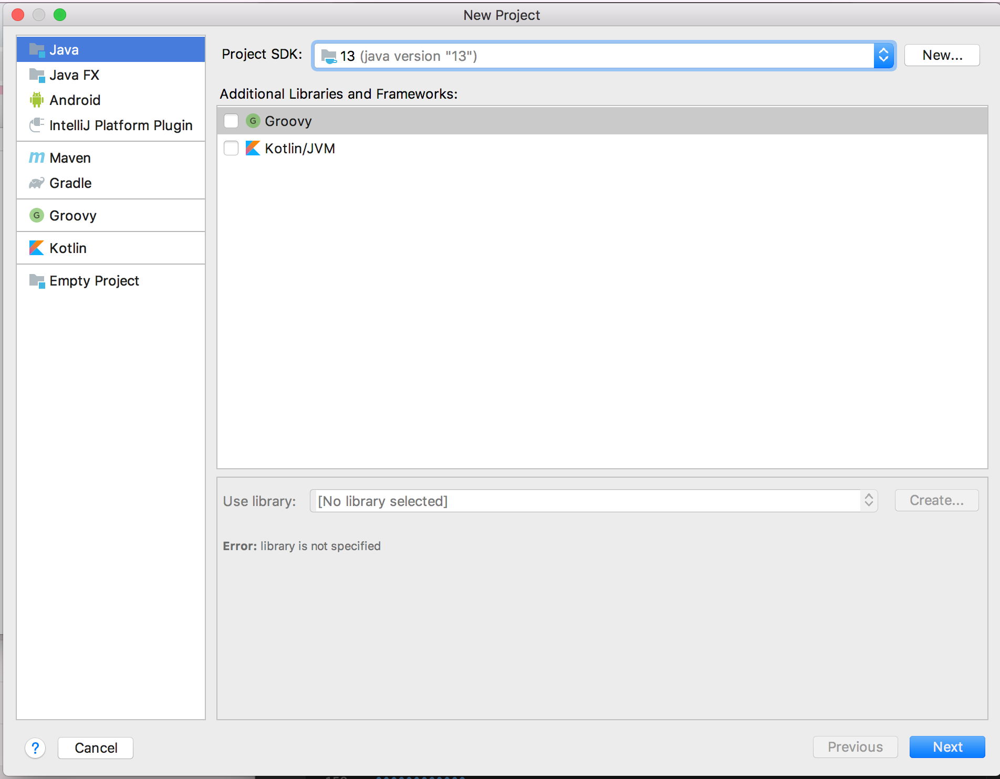 New Project
Java
Java FX
Android
IntelliJ Platform Plugin
Maven
Gradle
Groovy
Kotlin
Empty Project
Project SDK: 13 (java version "13") New...
Additional Libraries and Frameworks:
G Groovy
Kotlin/JVM
Use library: [No library selected] Create...
Error: library is not specified
? Cancel Previous Next